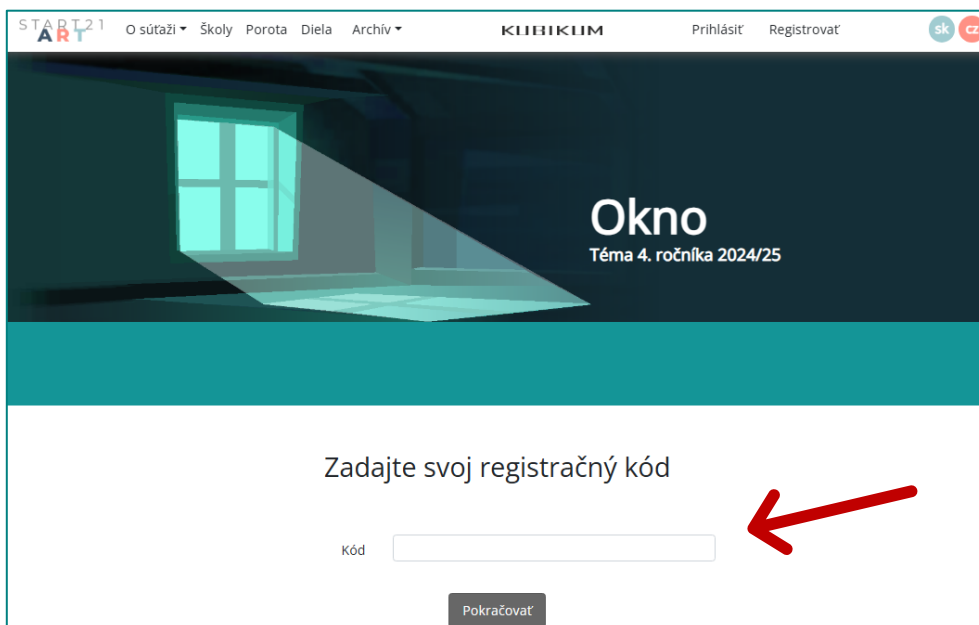 START21
ART
O súťaži Školy Porota Diela Archív KUBIKUM Prihlásiť Registrovať sk cz
Okno
Téma 4. ročníka 2024/25
Zadajte svoj registračný kód
Kód
Pokračovať